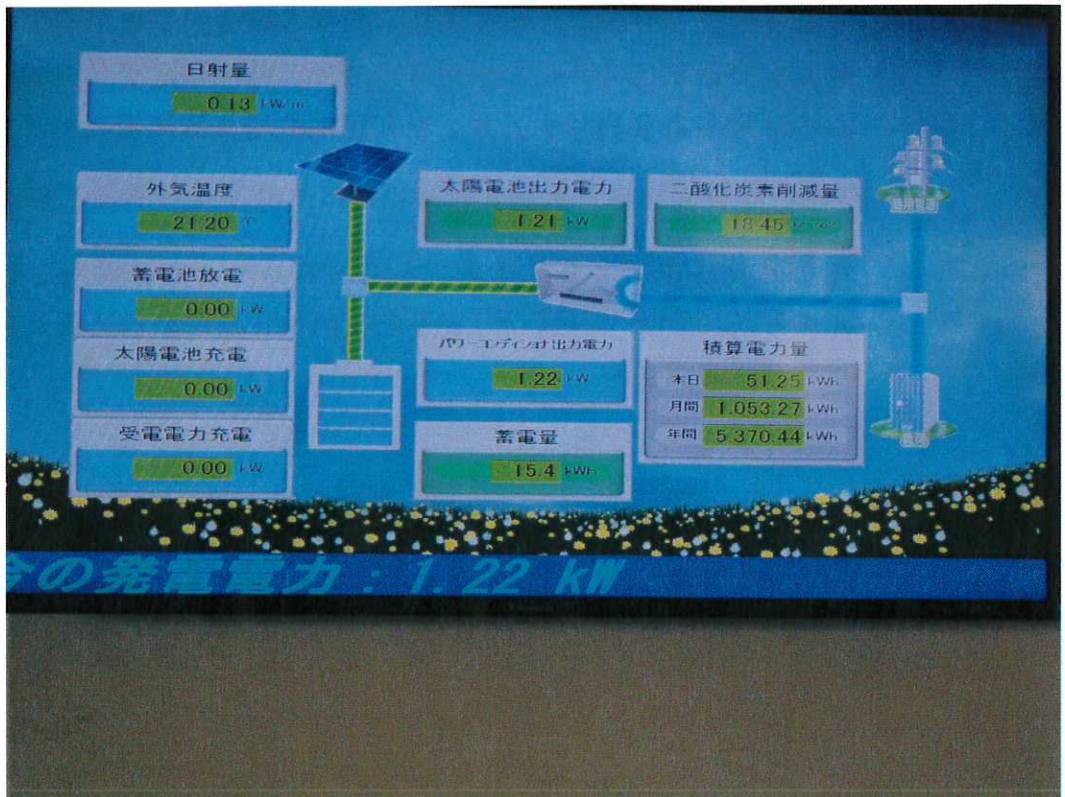 日射量
0.13
外気温度
21.20 ℃
蓄電池放電
0.00 kW
太陽電池充電
0.00 kW
受電電力充電
0.00 kW
太陽電池出力電力
1.21 kW
二酸化炭素削減量
18.45
パワーコンディショナ出力電力
1.22 kW
蓄電量
15.4 kWh
積算電力量
本日 51.25 kWh
月間 1.053.27 kWh
年間 5.370.44 kWh
今の発電電力：1.22 kW